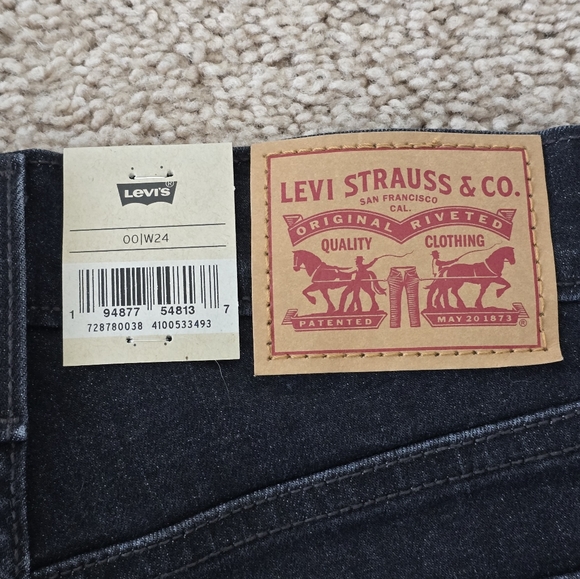 LEVI'S®
00|W24
1 94877 54813 7
728780038 4100533493
LEVI STRAUSS & CO.
SAN FRANCISCO
CAL.
ORIGINAL RIVETED
QUALITY CLOTHING
PATENTED MAY 20 1873 ®